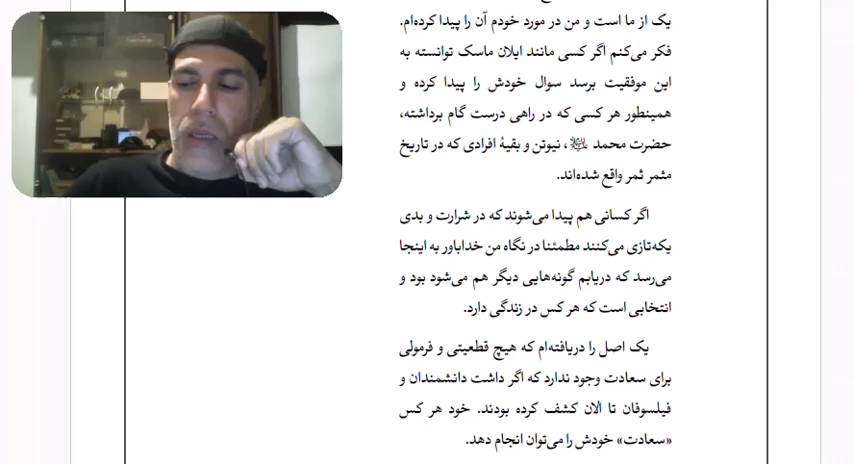 یک از ما است و من در مورد خودم آن را پیدا کرده‌ام.
فکر می‌کنم اگر کسی مانند ایلان ماسک توانسته به
این موفقیت برسد سوال خودش را پیدا کرده و
همینطور هر کسی که در راهی درست گام برداشته،
حضرت محمد ﷺ، نیوتن و بقیهٔ افرادی که در تاریخ
مثمر ثمر واقع شده‌اند.
اگر کسانی هم پیدا می‌شوند که در شرارت و بدی
یکه‌تازی می‌کنند مطمئنا در نگاه من خداباور به اینجا
می‌رسد که دریابم گونه‌هایی دیگر هم می‌شود بود و
انتخابی است که هر کس در زندگی دارد.
یک اصل را دریافته‌ام که هیچ قطعیتی و فرمولی
برای سعادت وجود ندارد که اگر داشت دانشمندان و
فیلسوفان تا الان کشف کرده بودند. خود هر کس
«سعادت» خودش را می‌توان انجام دهد.